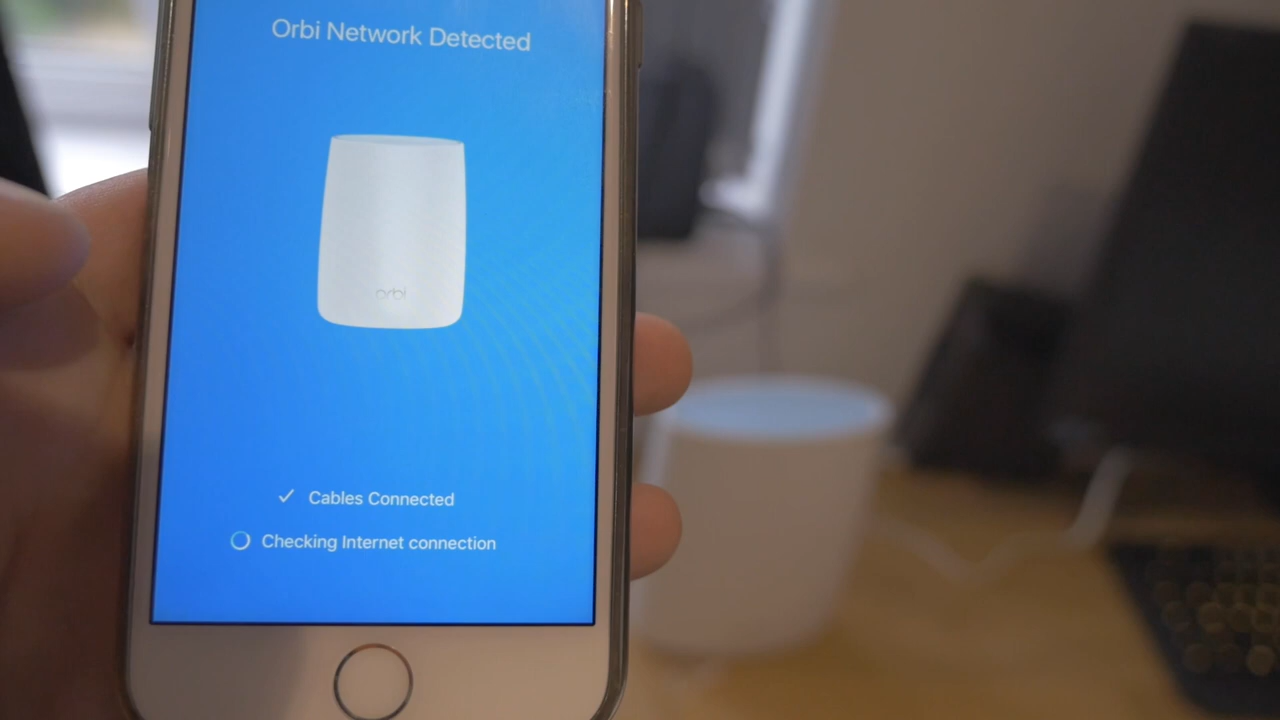 Orbi Network Detected
orbi
Cables Connected
Checking Internet connection